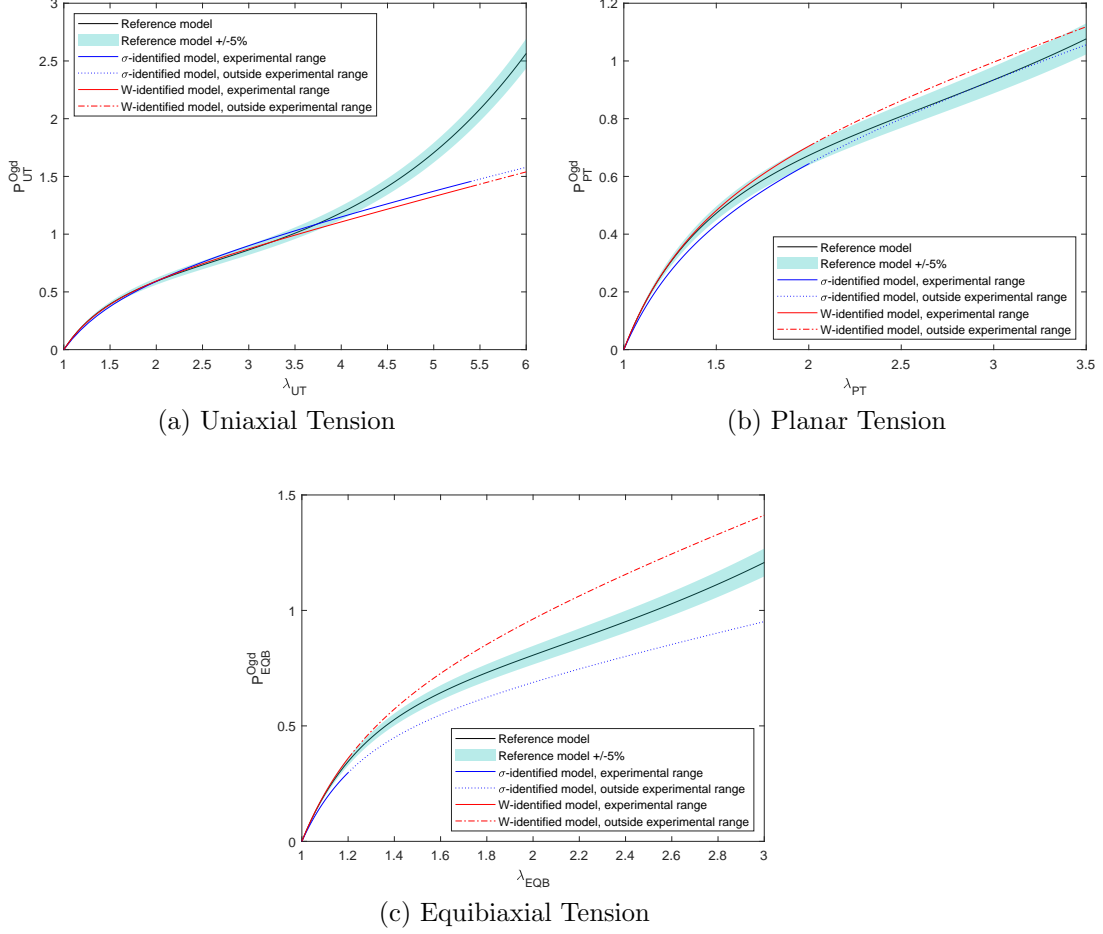 3
2.5
2
1.5
1
0.5
0
P_UT^Ogd
Reference model
Reference model +/-5%
σ-identified model, experimental range
σ-identified model, outside experimental range
W-identified model, experimental range
W-identified model, outside experimental range
1 1.5 2 2.5 3 3.5 4 4.5 5 5.5 6
λ_UT
(a) Uniaxial Tension
1.2
1
0.8
0.6
0.4
0.2
0
P_PT^Ogd
Reference model
Reference model +/-5%
σ-identified model, experimental range
σ-identified model, outside experimental range
W-identified model, experimental range
W-identified model, outside experimental range
1 1.5 2 2.5 3 3.5
λ_PT
(b) Planar Tension
1.5
1
0.5
0
P_EQB^Ogd
Reference model
Reference model +/-5%
σ-identified model, experimental range
σ-identified model, outside experimental range
W-identified model, experimental range
W-identified model, outside experimental range
1 1.2 1.4 1.6 1.8 2 2.2 2.4 2.6 2.8 3
λ_EQB
(c) Equibiaxial Tension